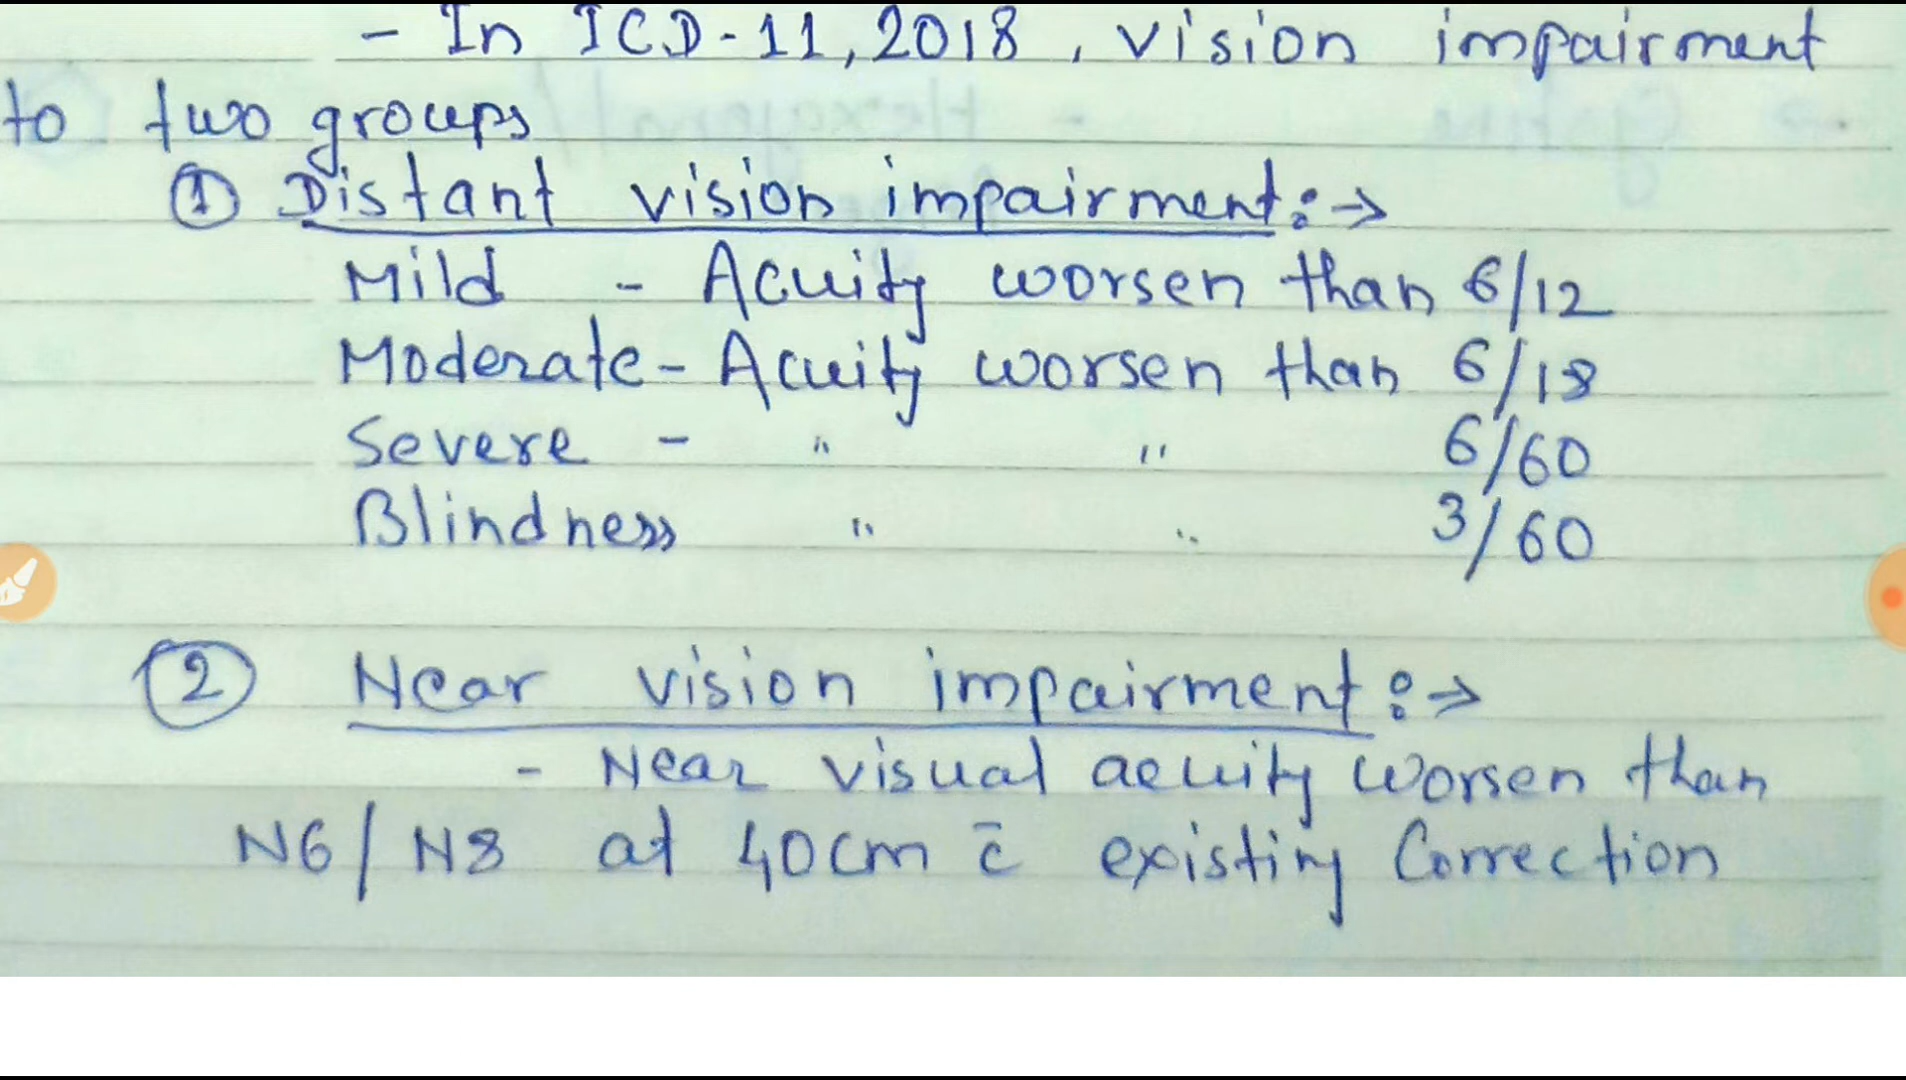 - In ICD-11, 2018, vision impairment
to two groups
① Distant vision impairment:→
Mild - Acuity worsen than 6/12
Moderate - Acuity worsen than 6/18
Severe - " " 6/60
Blindness " " 3/60
② Near vision impairment:→
- Near visual acuity worsen than
N6/N8 at 40cm c̄ existing Correction